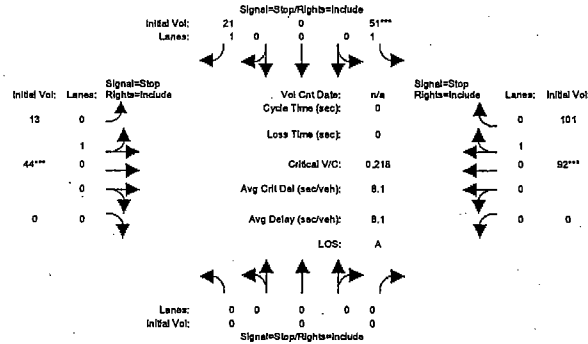 Signal=Stop/Rights=Include
Initial Vol: 21 0 51***
Lanes: 1 0 0 0 1
Signal=Stop
Initial Vol: Lanes: Rights=Include
Vol Cnt Date: n/a
Signal=Stop
Rights=Include Lanes: Initial Vol:
Cycle Time (sec): 0
13 0
0 101
Loss Time (sec): 0
1
1
44*** 0
Critical V/C: 0.218
0 92***
0
Avg Crit Del (sec/veh): 8.1
0
0 0
Avg Delay (sec/veh): 8.1
0 0
LOS: A
Lanes: 0 0 0 0 0
Initial Vol: 0 0 0
Signal=Stop/Rights=Include